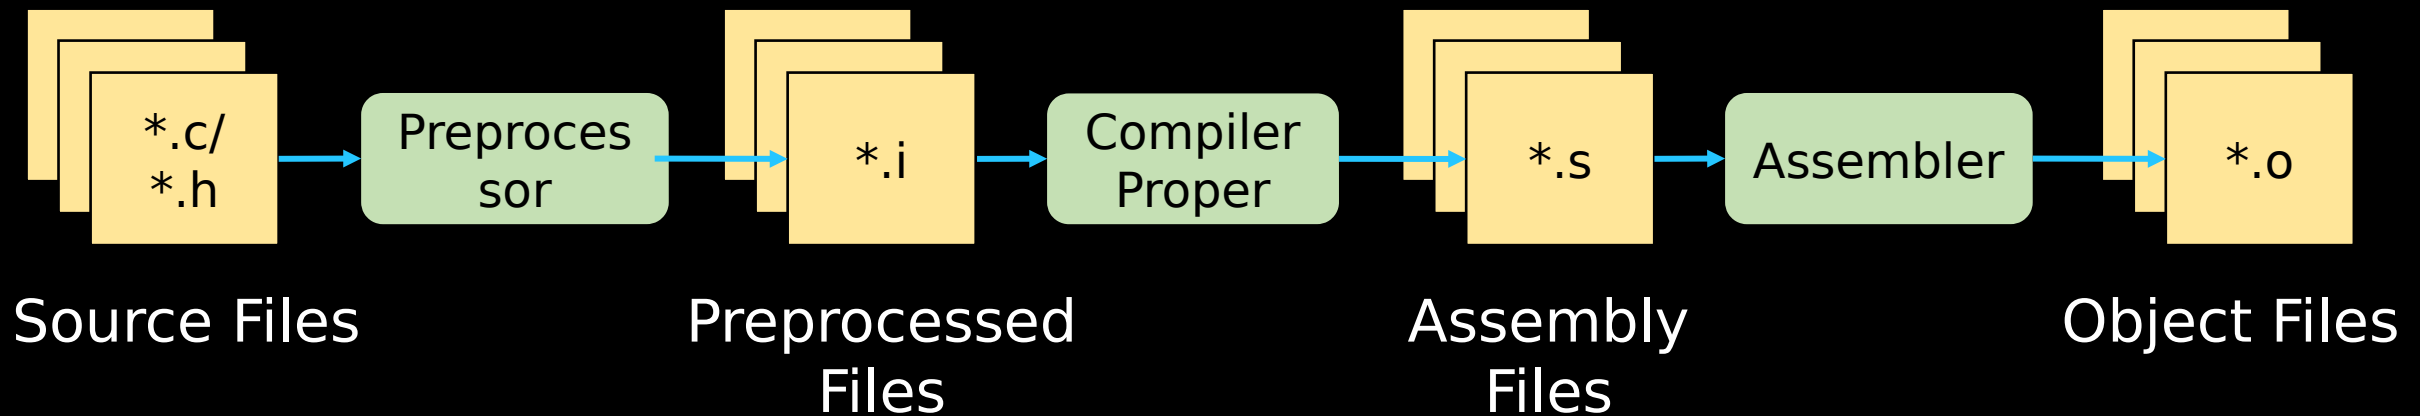 *.c/
*.h
Preproces
sor
*.i
Compiler
Proper
*.s
Assembler
*.o
Source Files
Preprocessed
Files
Assembly
Files
Object Files